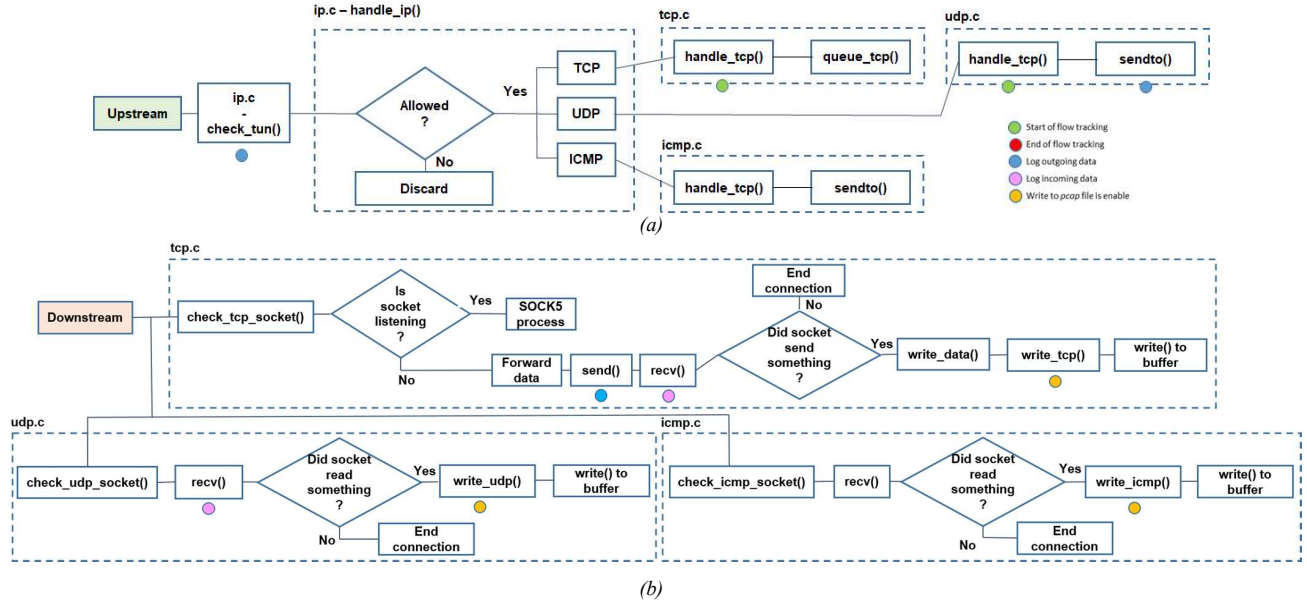 ip.c – handle_ip()
tcp.c
udp.c
Upstream
ip.c
-
check_tun()
Allowed
?
Yes
No
Discard
TCP
UDP
ICMP
handle_tcp()
queue_tcp()
handle_tcp()
sendto()
icmp.c
handle_tcp()
sendto()
Start of flow tracking
End of flow tracking
Log outgoing data
Log incoming data
Write to pcap file is enable
(a)
tcp.c
Downstream
check_tcp_socket()
Is
socket
listening
?
Yes
SOCK5
process
No
Forward
data
send()
recv()
Did socket
send
something
?
No
End
connection
Yes
write_data()
write_tcp()
write() to
buffer
udp.c
check_udp_socket()
recv()
Did socket
read
something
?
Yes
write_udp()
write() to
buffer
No
End
connection
icmp.c
check_icmp_socket()
recv()
Did socket
read
something
?
Yes
write_icmp()
write() to
buffer
No
End
connection
(b)